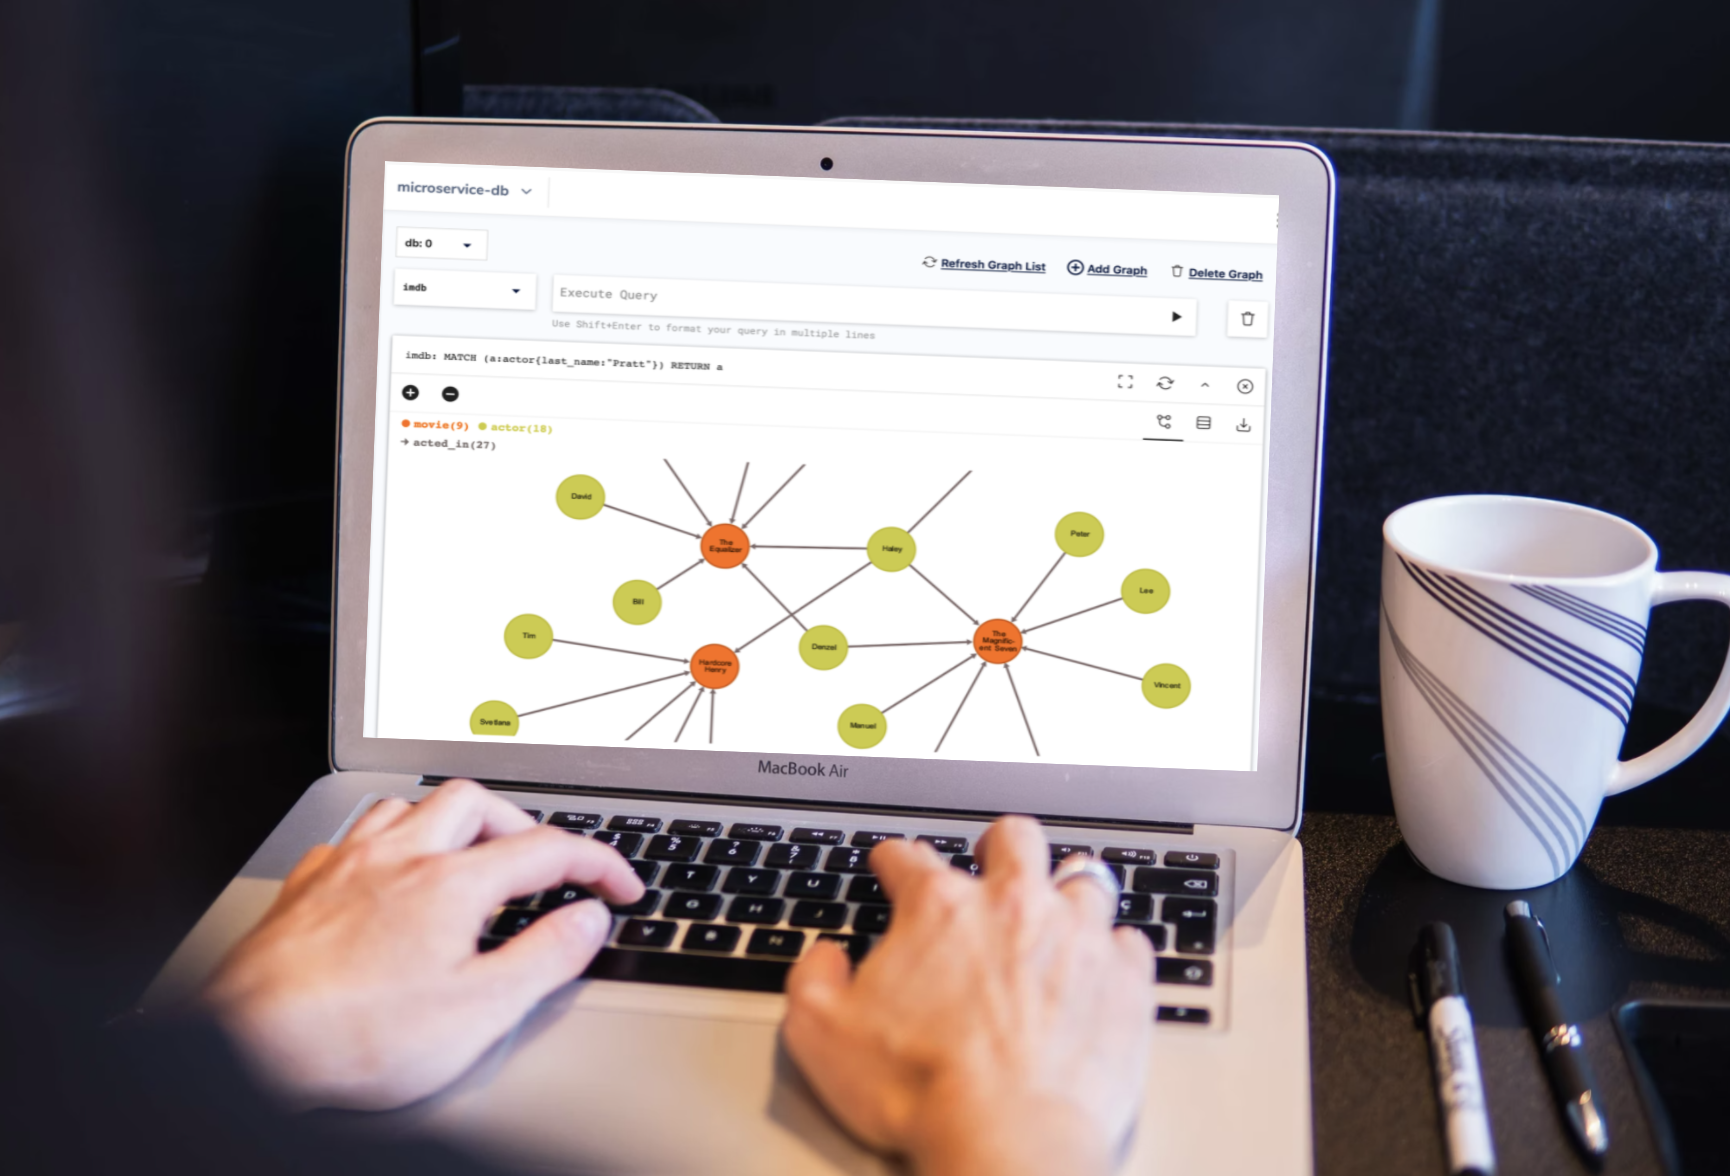 microservice-db
db: 0
Refresh Graph List
Add Graph
Delete Graph
imdb
Execute Query
Use Shift+Enter to format your query in multiple lines
imdb: MATCH (a:actor{last_name:"Pratt"}) RETURN a
movie(9) actor(18)
acted_in(27)
David
The
Equalizer
Haley
Peter
Lee
Bill
Tim
Denzel
The
Magnific-
ent Seven
Hardcore
Henry
Vincent
Svetlana
Manuel
MacBook Air
T
Y
U
D
G
H
J
X
V
B
N